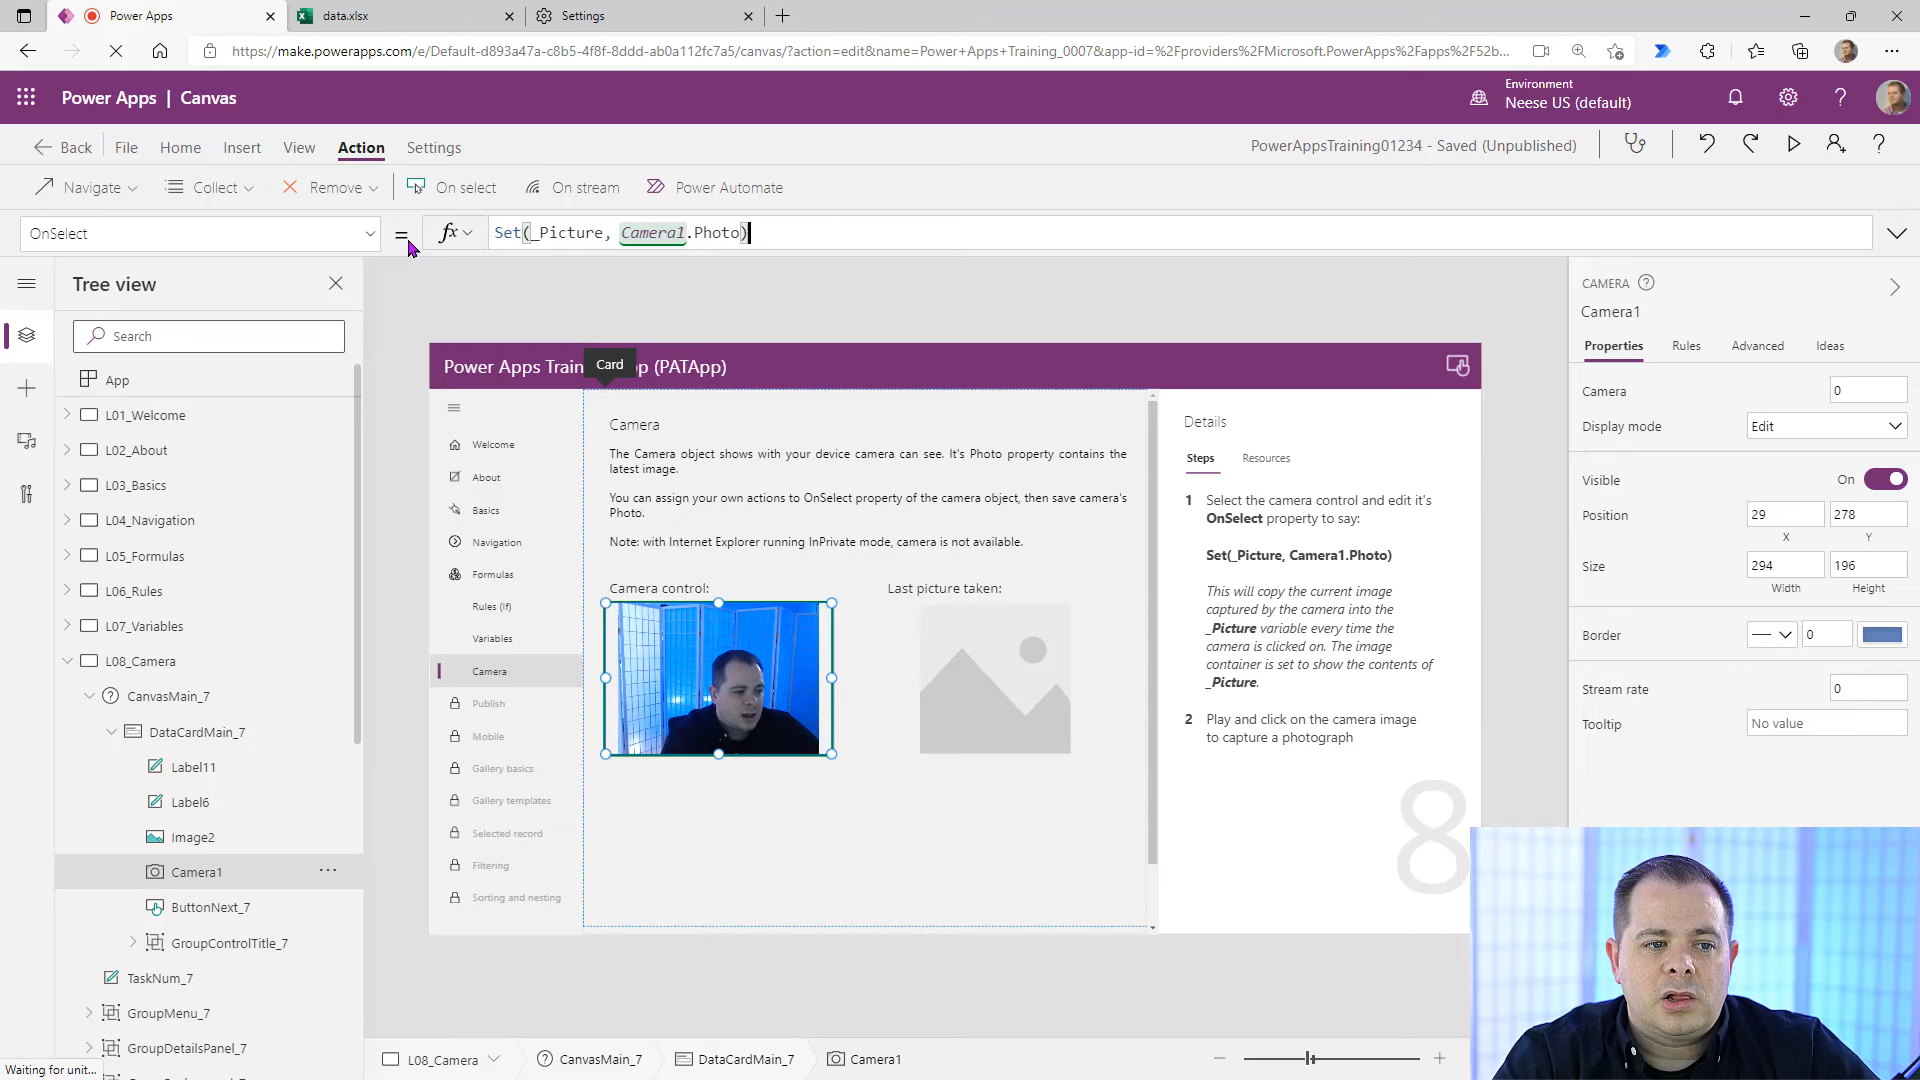 Power Apps
data.xlsx
Settings
https://make.powerapps.com/e/Default-d893a47a-c8b5-4f8f-8ddd-ab0a112fc7a5/canvas/?action=edit&name=Power+Apps+Training_0007&app-id=%2Fproviders%2FMicrosoft.PowerApps%2Fapps%2F52b...
Power Apps | Canvas
Environment
Neese US (default)
Back
File
Home
Insert
View
Action
Settings
PowerAppsTraining01234 - Saved (Unpublished)
Navigate
Collect
Remove
On select
On stream
Power Automate
OnSelect
=
fx
Set(_Picture, Camera1.Photo)
Tree view
Search
App
L01_Welcome
L02_About
L03_Basics
L04_Navigation
L05_Formulas
L06_Rules
L07_Variables
L08_Camera
CanvasMain_7
DataCardMain_7
Label11
Label6
Image2
Camera1
ButtonNext_7
GroupControlTitle_7
TaskNum_7
GroupMenu_7
GroupDetailsPanel_7
Waiting for unit...
Card
Welcome
About
Basics
Navigation
Formulas
Rules (If)
Variables
Camera
Publish
Mobile
Gallery basics
Gallery templates
Selected record
Filtering
Sorting and nesting
Camera
The Camera object shows with your device camera can see. It's Photo property contains the
latest image.
You can assign your own actions to OnSelect property of the camera object, then save camera's
Photo.
Note: with Internet Explorer running InPrivate mode, camera is not available.
Camera control:
Last picture taken:
Details
Steps
Resources
1 Select the camera control and edit it's
OnSelect property to say:
Set(_Picture, Camera1.Photo)
This will copy the current image
captured by the camera into the
_Picture variable every time the
camera is clicked on. The image
container is set to show the contents of
_Picture.
2 Play and click on the camera image
to capture a photograph
8
CAMERA
Camera1
Properties
Rules
Advanced
Ideas
Camera
0
Display mode
Edit
Visible
On
Position
29
278
X
Y
Size
294
196
Width
Height
Border
0
Stream rate
0
Tooltip
No value
L08_Camera
CanvasMain_7
DataCardMain_7
Camera1